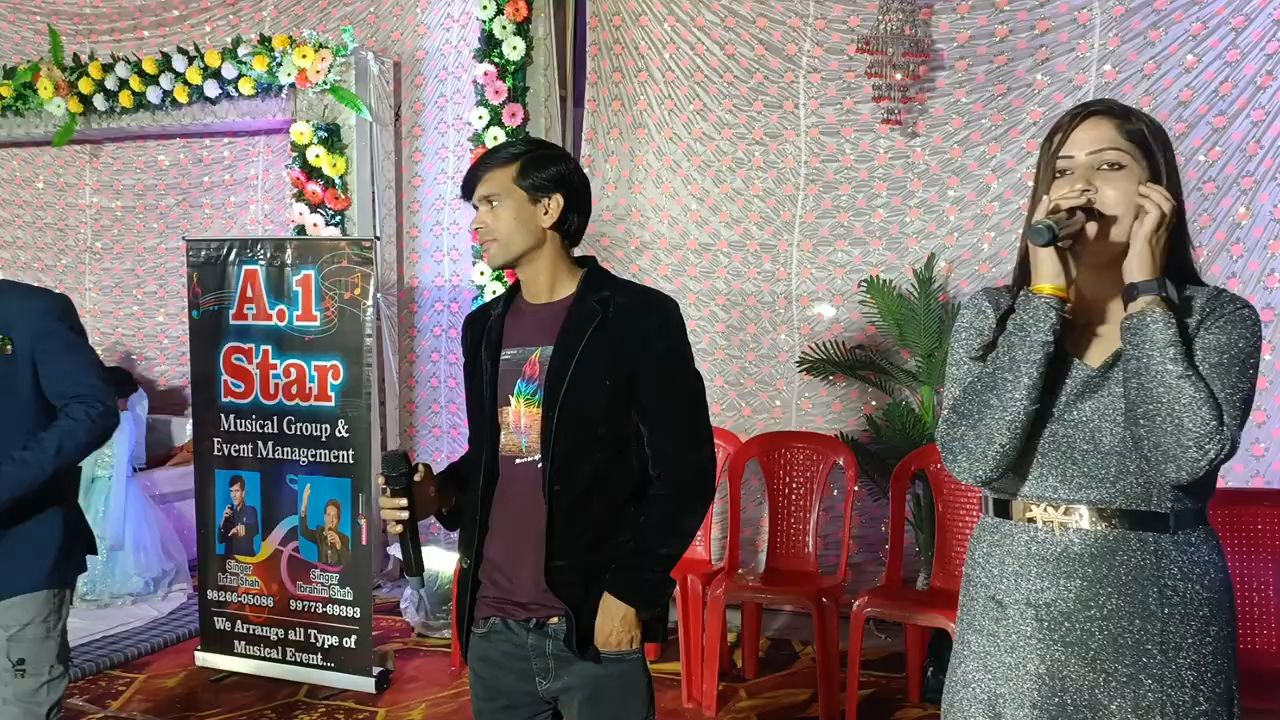 A.1
Star
Musical Group &
Event Management
Singer
Irfan Shah
98266-05086
Singer
Ibrahim Shah
99773-69393
We Arrange all Type of
Musical Event...